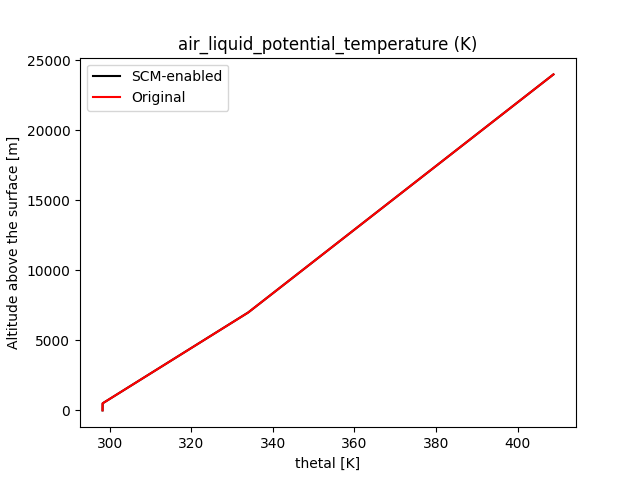 air_liquid_potential_temperature (K)
SCM-enabled
Original
Altitude above the surface [m]
25000
20000
15000
10000
5000
0
300
320
340
360
380
400
thetal [K]